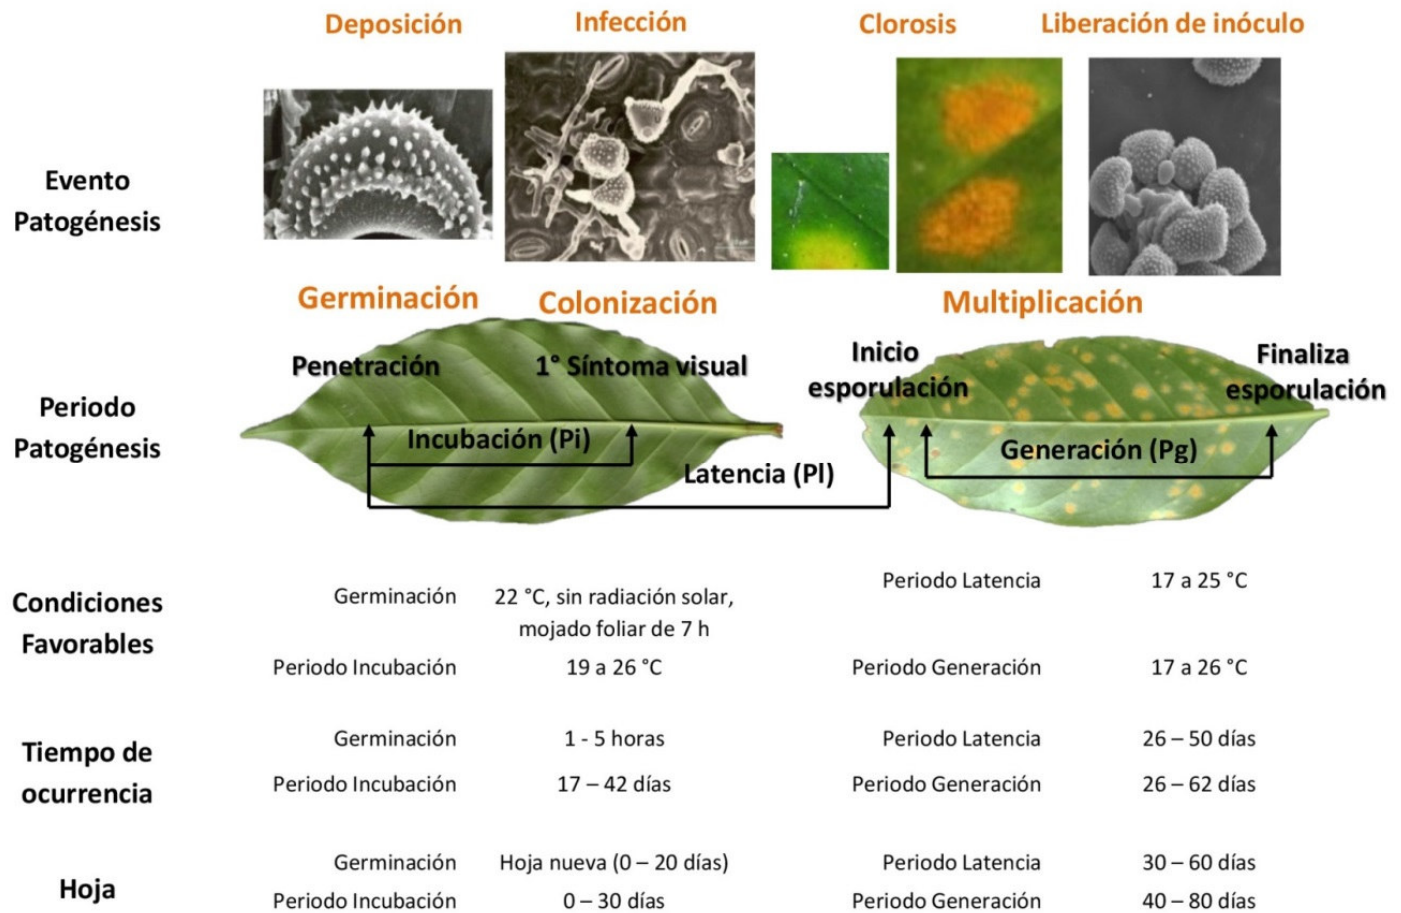 Deposición
Infección
Clorosis
Liberación de inóculo
Evento
Patogénesis
Germinación
Colonización
Multiplicación
Penetración
1° Síntoma visual
Inicio
esporulación
Finaliza
esporulación
Periodo
Patogénesis
Incubación (Pi)
Latencia (Pl)
Generación (Pg)
Condiciones
Favorables
Germinación
22 °C, sin radiación solar,
mojado foliar de 7 h
Periodo Latencia
17 a 25 °C
Periodo Incubación
19 a 26 °C
Periodo Generación
17 a 26 °C
Tiempo de
ocurrencia
Germinación
1 - 5 horas
Periodo Latencia
26 – 50 días
Periodo Incubación
17 – 42 días
Periodo Generación
26 – 62 días
Hoja
Germinación
Hoja nueva (0 – 20 días)
Periodo Latencia
30 – 60 días
Periodo Incubación
0 – 30 días
Periodo Generación
40 – 80 días